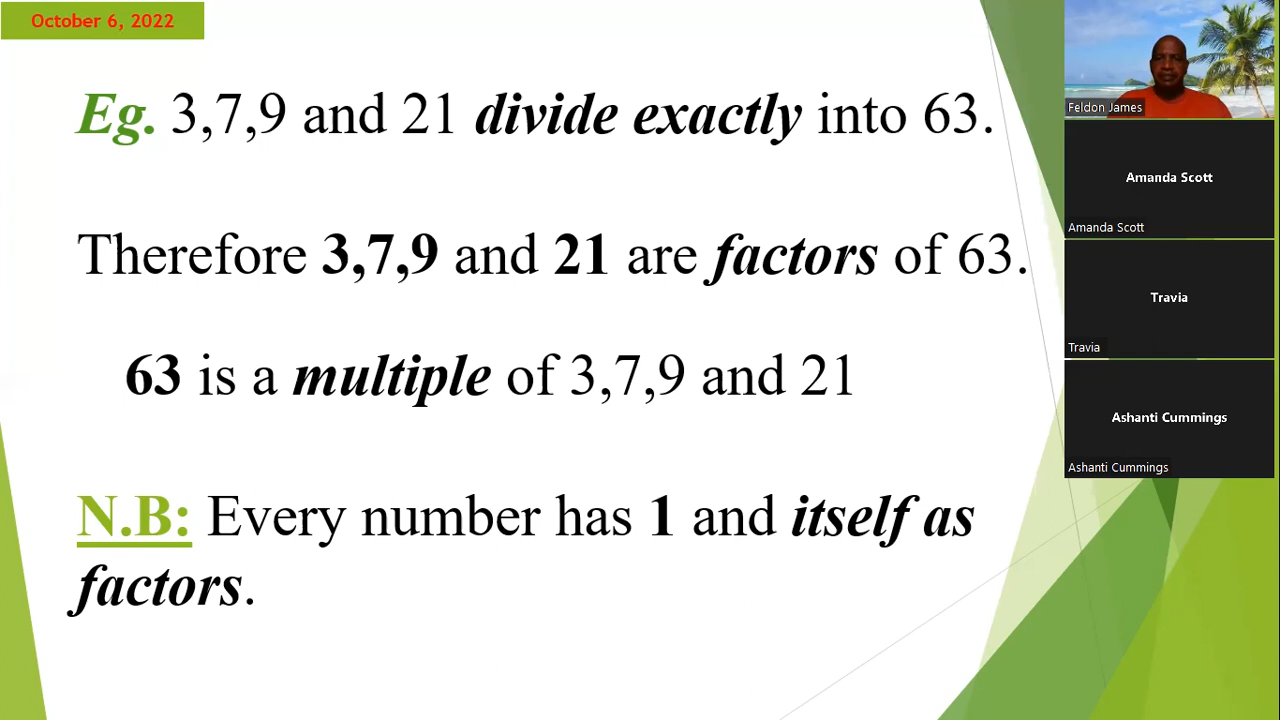 October 6, 2022
Eg. 3,7,9 and 21 divide exactly into 63.
Therefore 3,7,9 and 21 are factors of 63.
63 is a multiple of 3,7,9 and 21
N.B: Every number has 1 and itself as
factors.
Feldon James
Amanda Scott
Amanda Scott
Travia
Travia
Ashanti Cummings
Ashanti Cummings